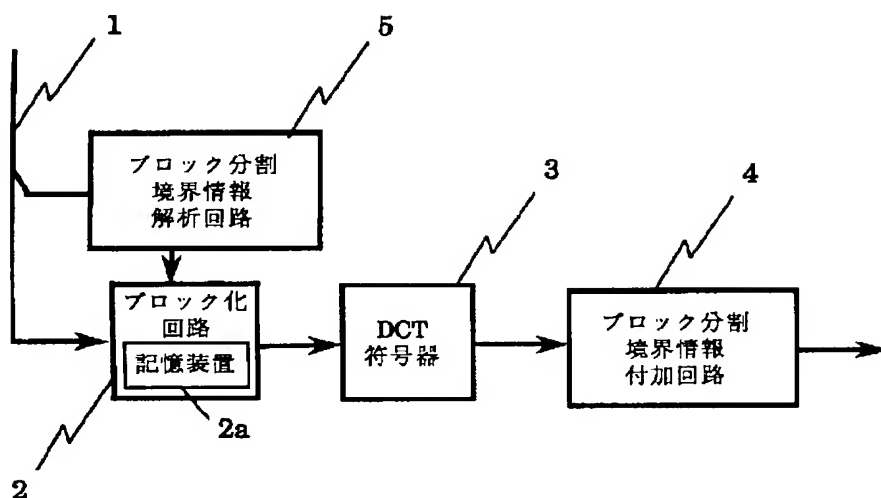 1
5
ブロック分割
境界情報
解析回路
3
4
ブロック化
回路
記憶装置
DCT
符号器
ブロック分割
境界情報
付加回路
2a
2